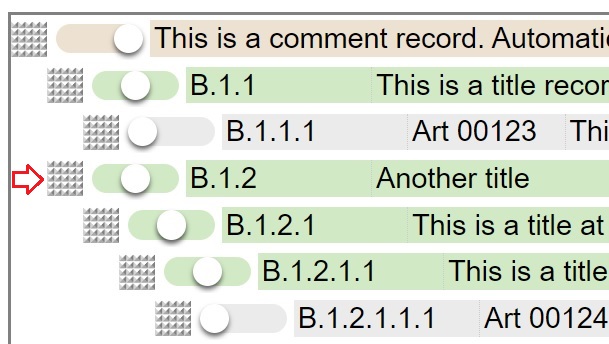 This is a comment record. Automati
B.1.1 This is a title recor
B.1.1.1 Art 00123 Thi
B.1.2 Another title
B.1.2.1 This is a title at
B.1.2.1.1 This is a title
B.1.2.1.1.1 Art 00124